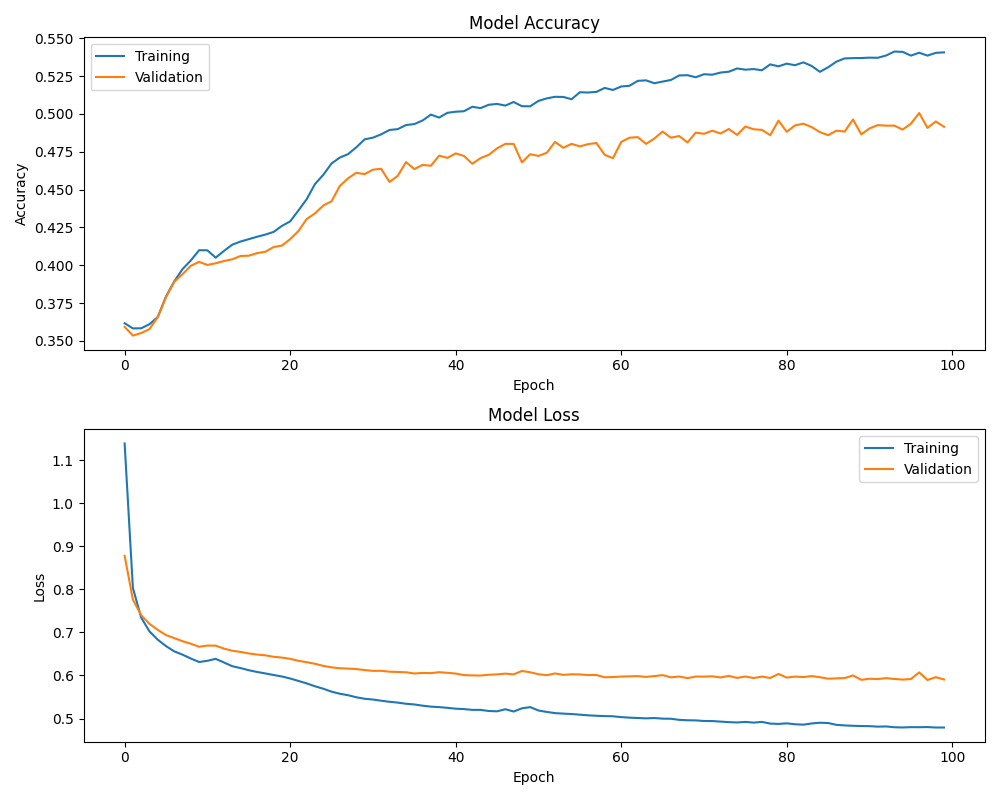 Model Accuracy
Training
Validation
0.550
0.525
0.500
0.475
0.450
0.425
0.400
0.375
0.350
Accuracy
0 20 40 60 80 100
Epoch
Model Loss
Training
Validation
1.1
1.0
0.9
0.8
0.7
0.6
0.5
Loss
0 20 40 60 80 100
Epoch